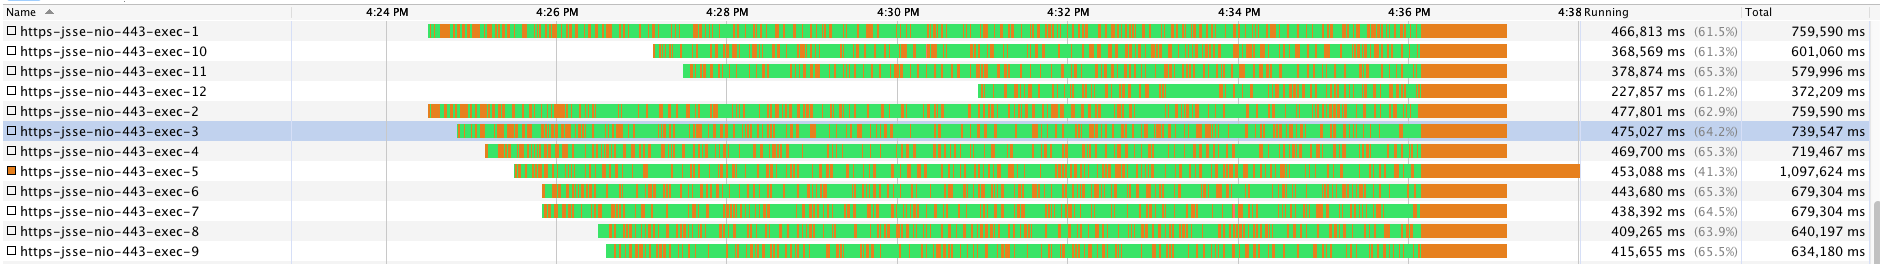 Name 4:24 PM 4:26 PM 4:28 PM 4:30 PM 4:32 PM 4:34 PM 4:36 PM 4:38 Running Total
https-jsse-nio-443-exec-1 466,813 ms (61.5%) 759,590 ms
https-jsse-nio-443-exec-10 368,569 ms (61.3%) 601,060 ms
https-jsse-nio-443-exec-11 378,874 ms (65.3%) 579,996 ms
https-jsse-nio-443-exec-12 227,857 ms (61.2%) 372,209 ms
https-jsse-nio-443-exec-2 477,801 ms (62.9%) 759,590 ms
https-jsse-nio-443-exec-3 475,027 ms (64.2%) 739,547 ms
https-jsse-nio-443-exec-4 469,700 ms (65.3%) 719,467 ms
https-jsse-nio-443-exec-5 453,088 ms (41.3%) 1,097,624 ms
https-jsse-nio-443-exec-6 443,680 ms (65.3%) 679,304 ms
https-jsse-nio-443-exec-7 438,392 ms (64.5%) 679,304 ms
https-jsse-nio-443-exec-8 409,265 ms (63.9%) 640,197 ms
https-jsse-nio-443-exec-9 415,655 ms (65.5%) 634,180 ms